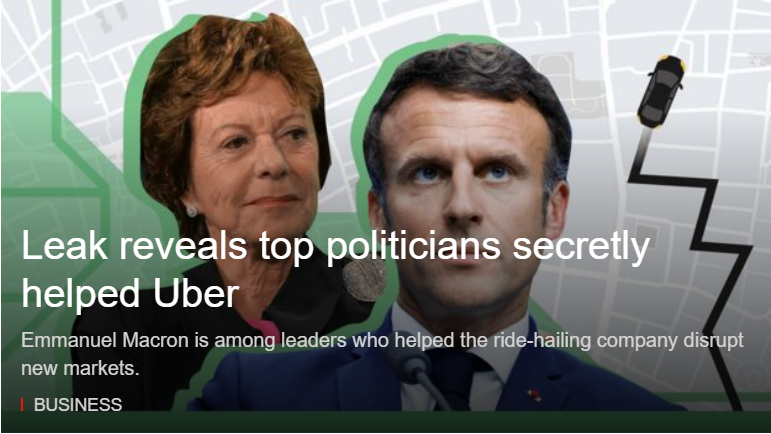 Leak reveals top politicians secretly
helped Uber
Emmanuel Macron is among leaders who helped the ride-hailing company disrupt
new markets.
BUSINESS